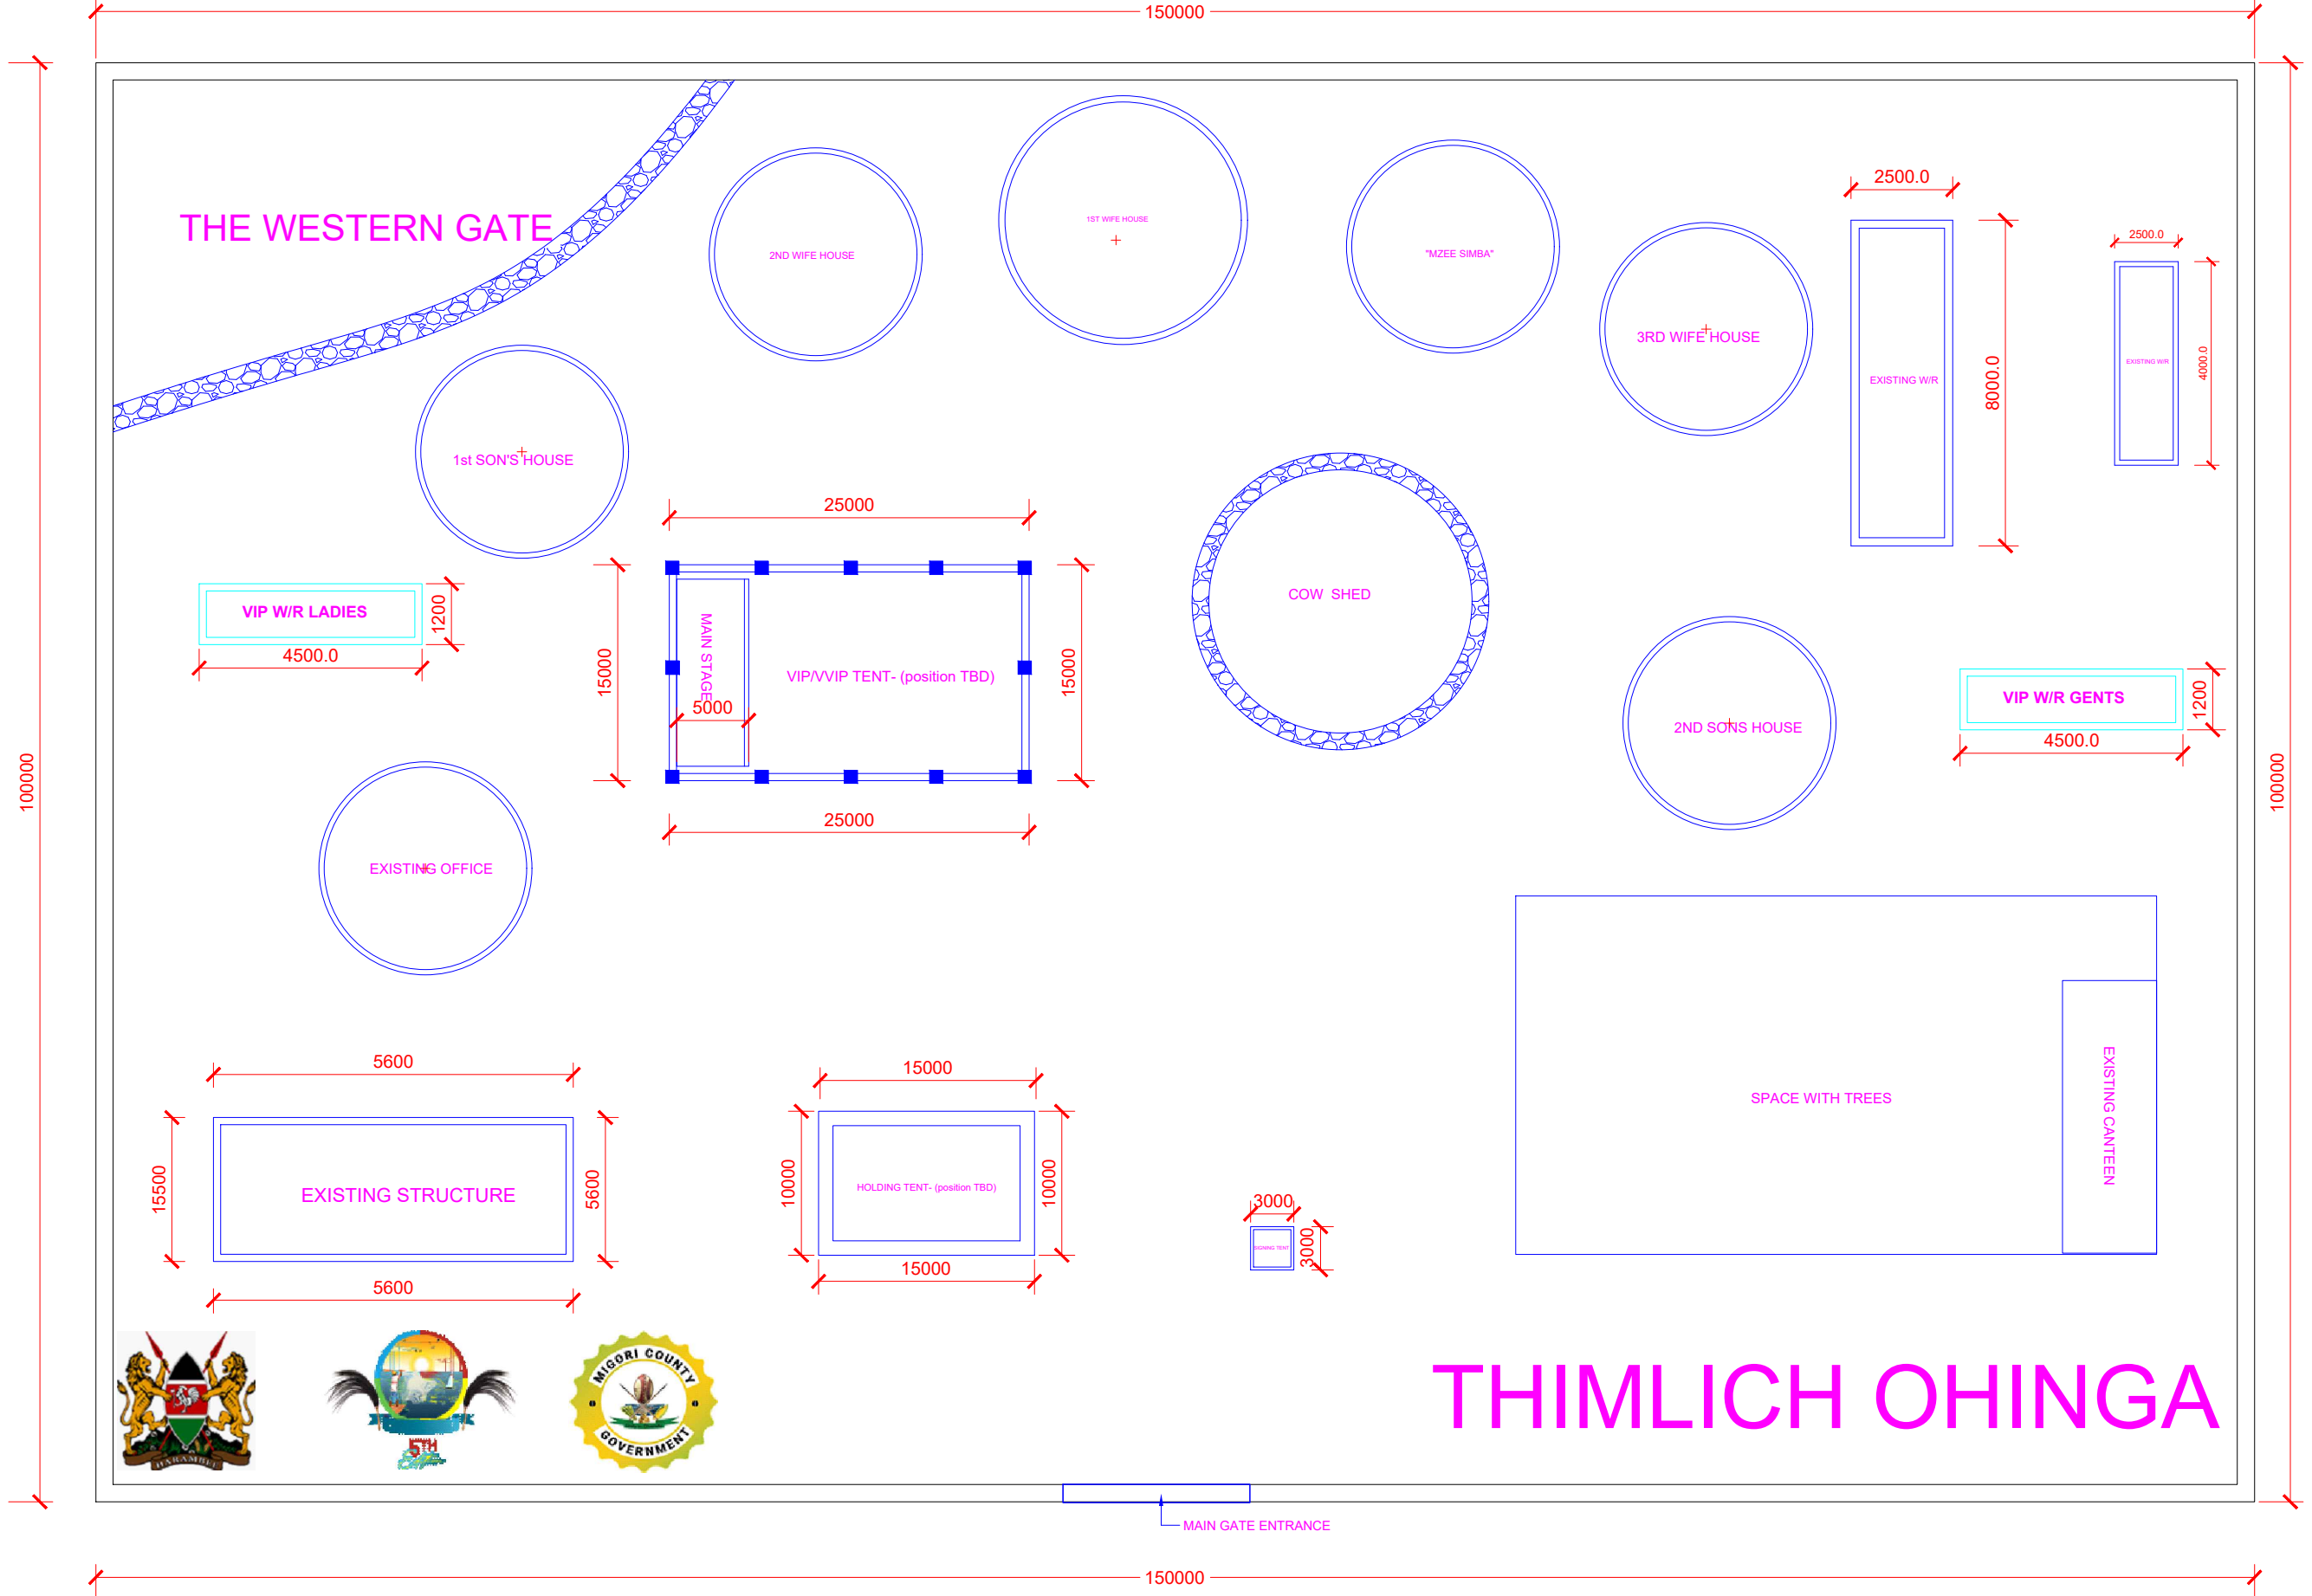 150000
THE WESTERN GATE
2ND WIFE HOUSE
1ST WIFE HOUSE
"MZEE SIMBA"
3RD WIFE HOUSE
2500.0
EXISTING W/R
8000.0
2500.0
EXISTING W/R
4000.0
1st SON'S HOUSE
25000
VIP W/R LADIES
1200
4500.0
15000
MAIN STAGE
5000
VIP/VVIP TENT- (position TBD)
15000
25000
COW SHED
2ND SONS HOUSE
VIP W/R GENTS
1200
4500.0
100000
100000
EXISTING OFFICE
5600
15500
EXISTING STRUCTURE
5600
5600
15000
10000
HOLDING TENT- (position TBD)
10000
15000
3000
SIGNING TENT
3000
SPACE WITH TREES
EXISTING CANTEEN
HARAMBEE
5TH
MIGORI COUNTY
GOVERNMENT
THIMLICH OHINGA
MAIN GATE ENTRANCE
150000